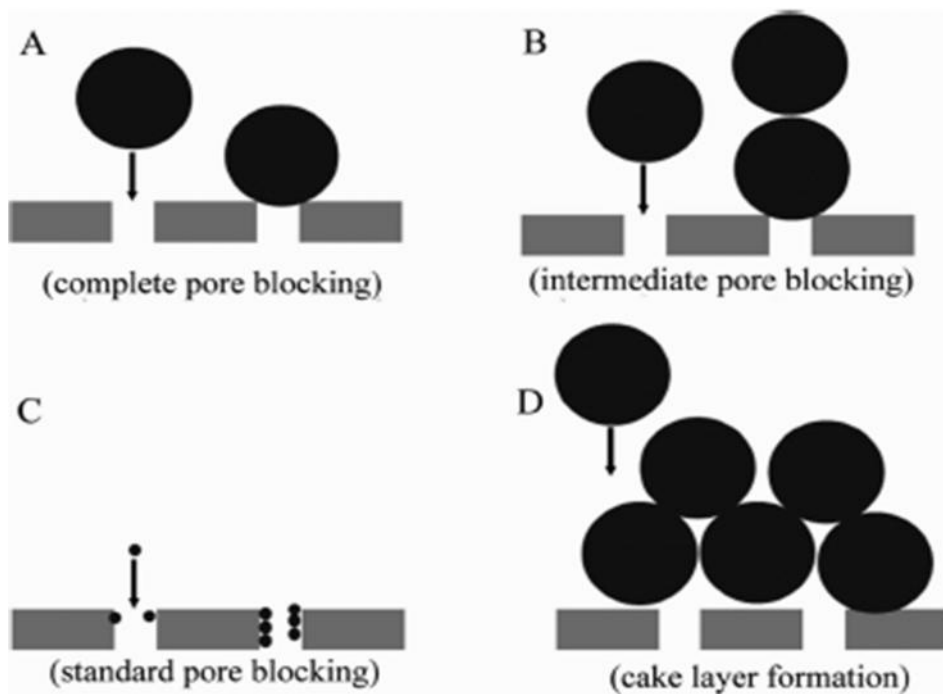 A
(complete pore blocking)
B
(intermediate pore blocking)
C
(standard pore blocking)
D
(cake layer formation)